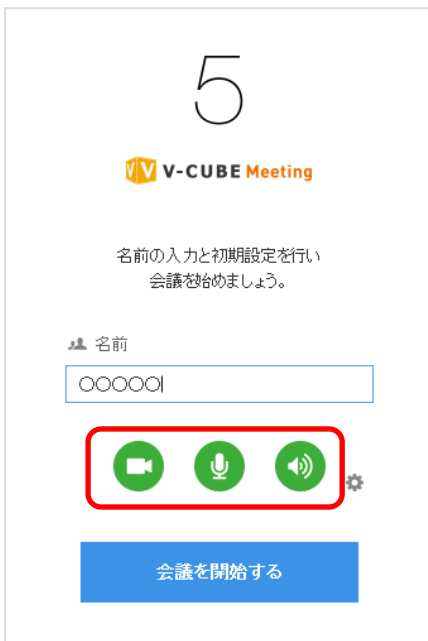 5
V-CUBE Meeting
名前の入力と初期設定を行い
会議を始めましょう。
名前
○○○○○
会議を開始する